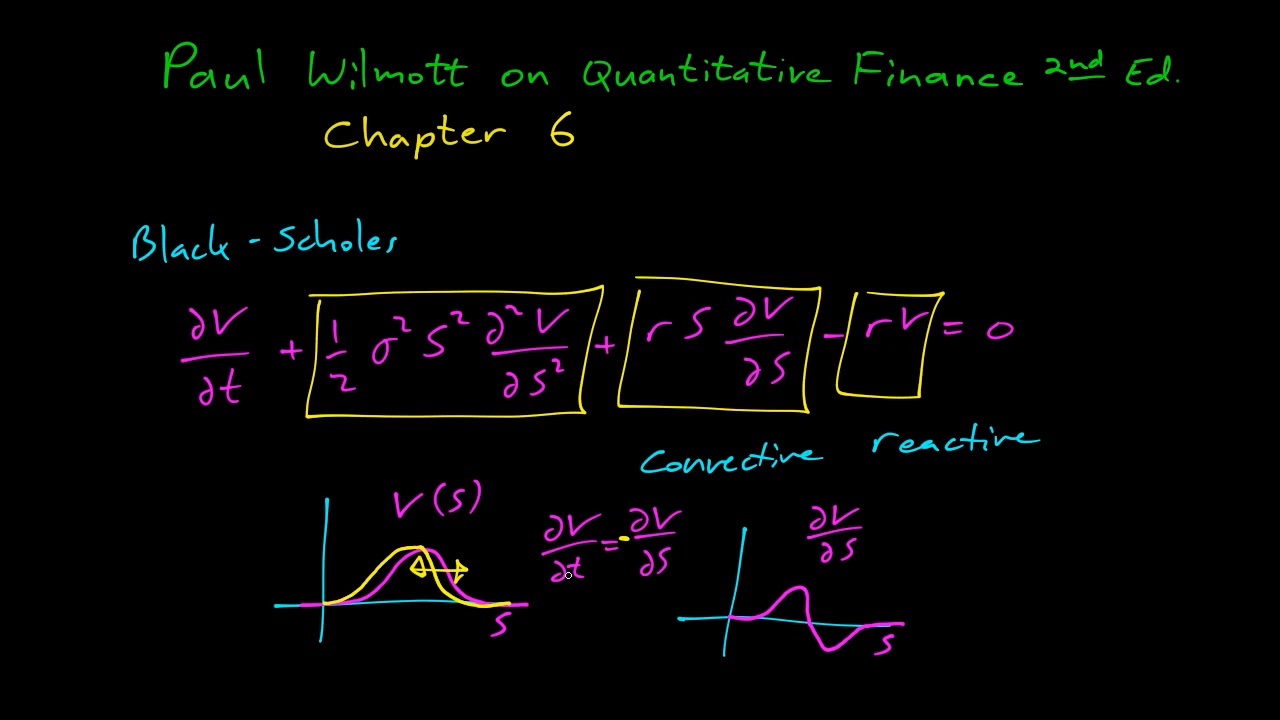 Paul Wilmott on Quantitative Finance 2nd Ed.
Chapter 6
Black - Scholes
∂V/∂t + 1/2 σ² S² ∂²V/∂S² + r S ∂V/∂S - r V = 0
Convective reactive
V(S)
∂V/∂t = - ∂V/∂S
∂V/∂S
S
S